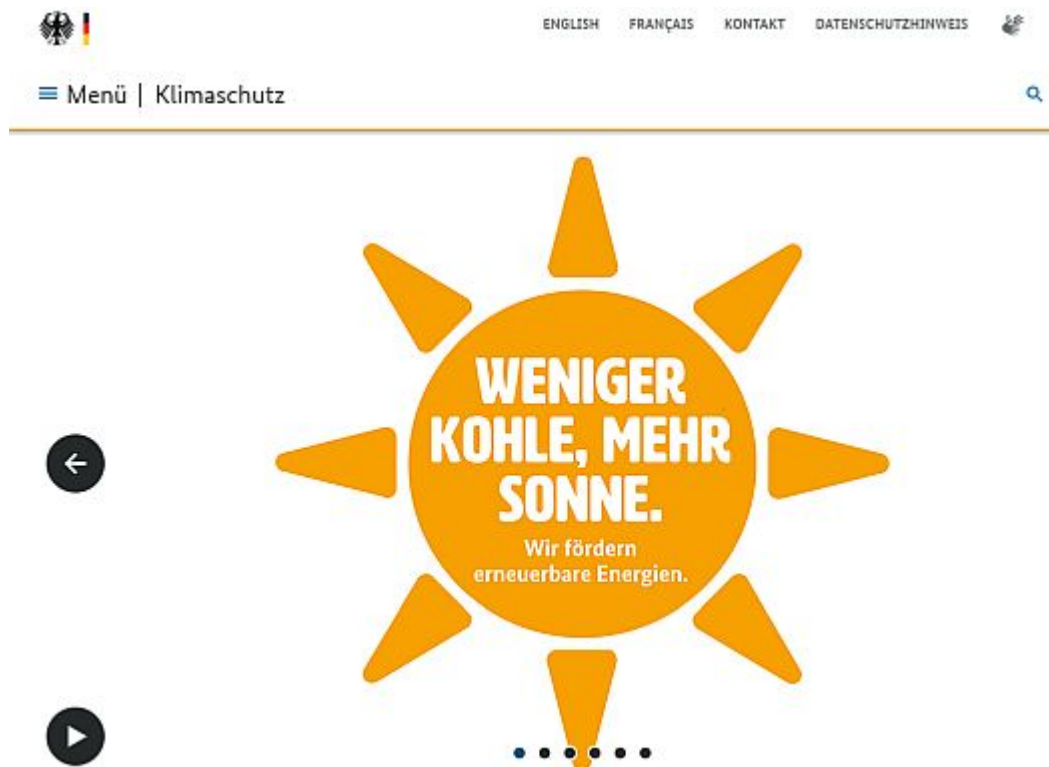 ENGLISH FRANÇAIS KONTAKT DATENSCHUTZHINWEIS
Menü | Klimaschutz
WENIGER
KOHLE, MEHR
SONNE.
Wir fördern
erneuerbare Energien.